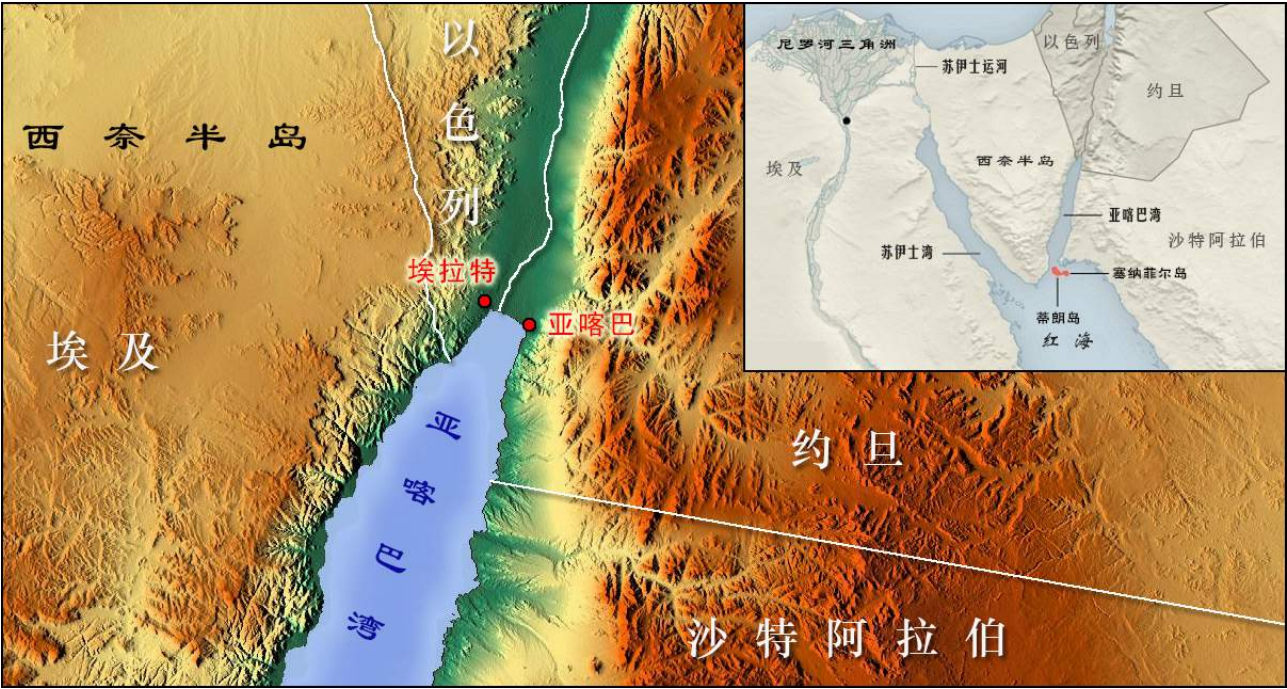 以色列
西奈半岛
埃拉特
亚喀巴
埃及
亚喀巴湾
约旦
沙特阿拉伯
尼罗河三角洲
以色列
苏伊士运河
约旦
西奈半岛
埃及
亚喀巴湾
沙特阿拉伯
苏伊士湾
塞纳菲尔岛
蒂朗岛
红海